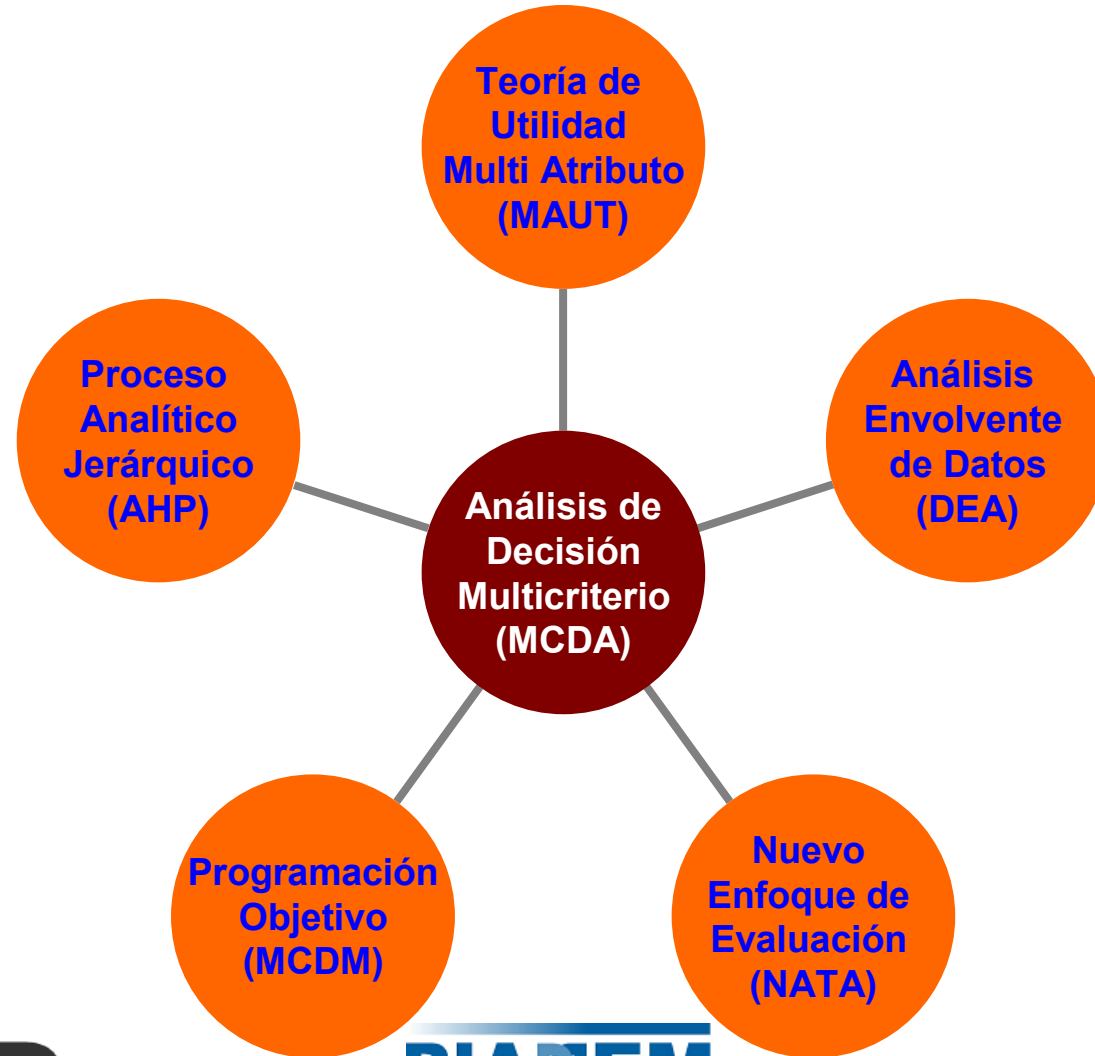 Teoría de
Utilidad
Multi Atributo
(MAUT)
Proceso
Analítico
Jerárquico
(AHP)
Análisis
Envolvente
de Datos
(DEA)
Análisis de
Decisión
Multicriterio
(MCDA)
Programación
Objetivo
(MCDM)
Nuevo
Enfoque de
Evaluación
(NATA)